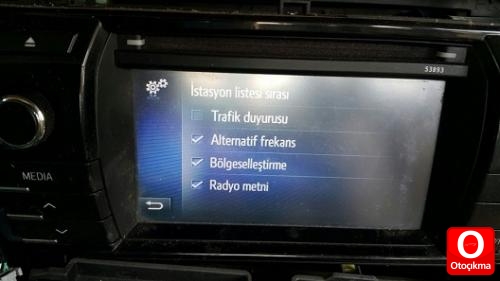 53893
İstasyon listesi sırası
Trafik duyurusu
Alternatif frekans
Bölgeselleştirme
Radyo metni
MEDIA
Otoçıkma